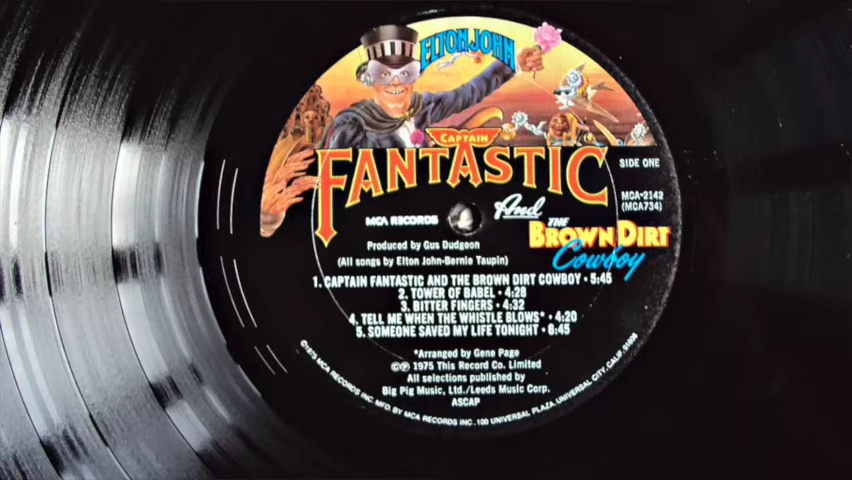 ELTON JOHN
CAPTAIN
FANTASTIC
SIDE ONE
MCA-2142
(MCA734)
MCA RECORDS
And THE
BROWN DIRT
Cowboy
Produced by Gus Dudgeon
(All songs by Elton John-Bernie Taupin)
1. CAPTAIN FANTASTIC AND THE BROWN DIRT COWBOY • 5:45
2. TOWER OF BABEL • 4:28
3. BITTER FINGERS • 4:32
4. TELL ME WHEN THE WHISTLE BLOWS* • 4:20
5. SOMEONE SAVED MY LIFE TONIGHT • 6:45
*Arranged by Gene Page
©℗ 1975 This Record Co. Limited
All selections published by
Big Pig Music, Ltd./Leeds Music Corp.
ASCAP
©1975 MCA RECORDS INC. MFD. BY MCA RECORDS INC., 100 UNIVERSAL PLAZA, UNIVERSAL CITY, CALIF. 91608